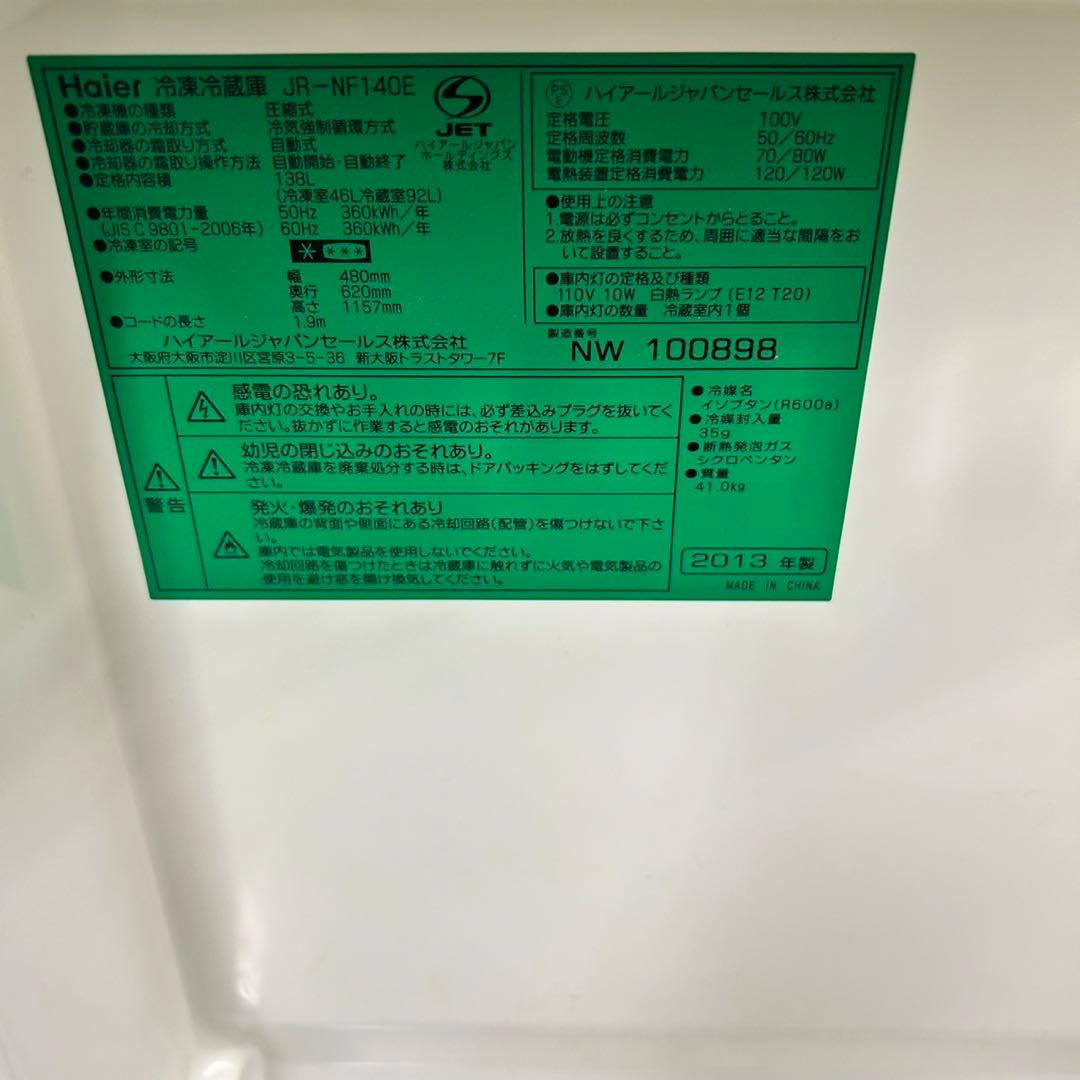 Haier 冷凍冷蔵庫 JR-NF140E
●冷凍機の種類 圧縮式
●貯蔵庫の冷却方式 冷気強制循環方式
●冷却器の霜取り方式 自動式
●冷却器の霜取り操作方法 自動開始・自動終了
●定格内容積 138L
(冷凍室46L冷蔵室92L)
●年間消費電力量 50Hz 360kWh／年
(JIS C 9801-2006年) 60Hz 360kWh／年
●冷凍室の記号 * ***
●外形寸法 幅 480mm
奥行 620mm
高さ 1157mm
●コードの長さ 1.9m
ハイアールジャパンセールス株式会社
大阪府大阪市淀川区宮原3-5-36 新大阪トラストタワー7F
S
JET
ハイアールジャパン
ホールディングス
株式会社
PS
E
ハイアールジャパンセールス株式会社
定格電圧 100V
定格周波数 50／60Hz
電動機定格消費電力 70／80W
電熱装置定格消費電力 120／120W
●使用上の注意
1.電源は必ずコンセントからとること。
2.放熱を良くするため、周囲に適当な間隔をお
いて設置すること。
●庫内灯の定格及び種類
110V 10W 白熱ランプ(E12 T20)
●庫内灯の数量 冷蔵室内1個
製造番号
NW 100898
警告
感電の恐れあり。
庫内灯の交換やお手入れの時には、必ず差込みプラグを抜いてく
ださい。抜かずに作業すると感電のおそれがあります。
幼児の閉じ込みのおそれあり。
冷凍冷蔵庫を廃棄処分する時は、ドアパッキングをはずしてくだ
さい。
発火・爆発のおそれあり
冷蔵庫の背面や側面にある冷却回路(配管)を傷つけないで下さ
い。
庫内では電気製品を使用しないでください。
冷却回路を傷つけたときは冷蔵庫に触れずに火気や電気製品の
使用を避け窓を開け換気してください。
●冷媒名
イソブタン(R600a)
●冷媒封入量
35g
●断熱発泡ガス
シクロペンタン
●質量
41.0kg
2013 年製
MADE IN CHINA